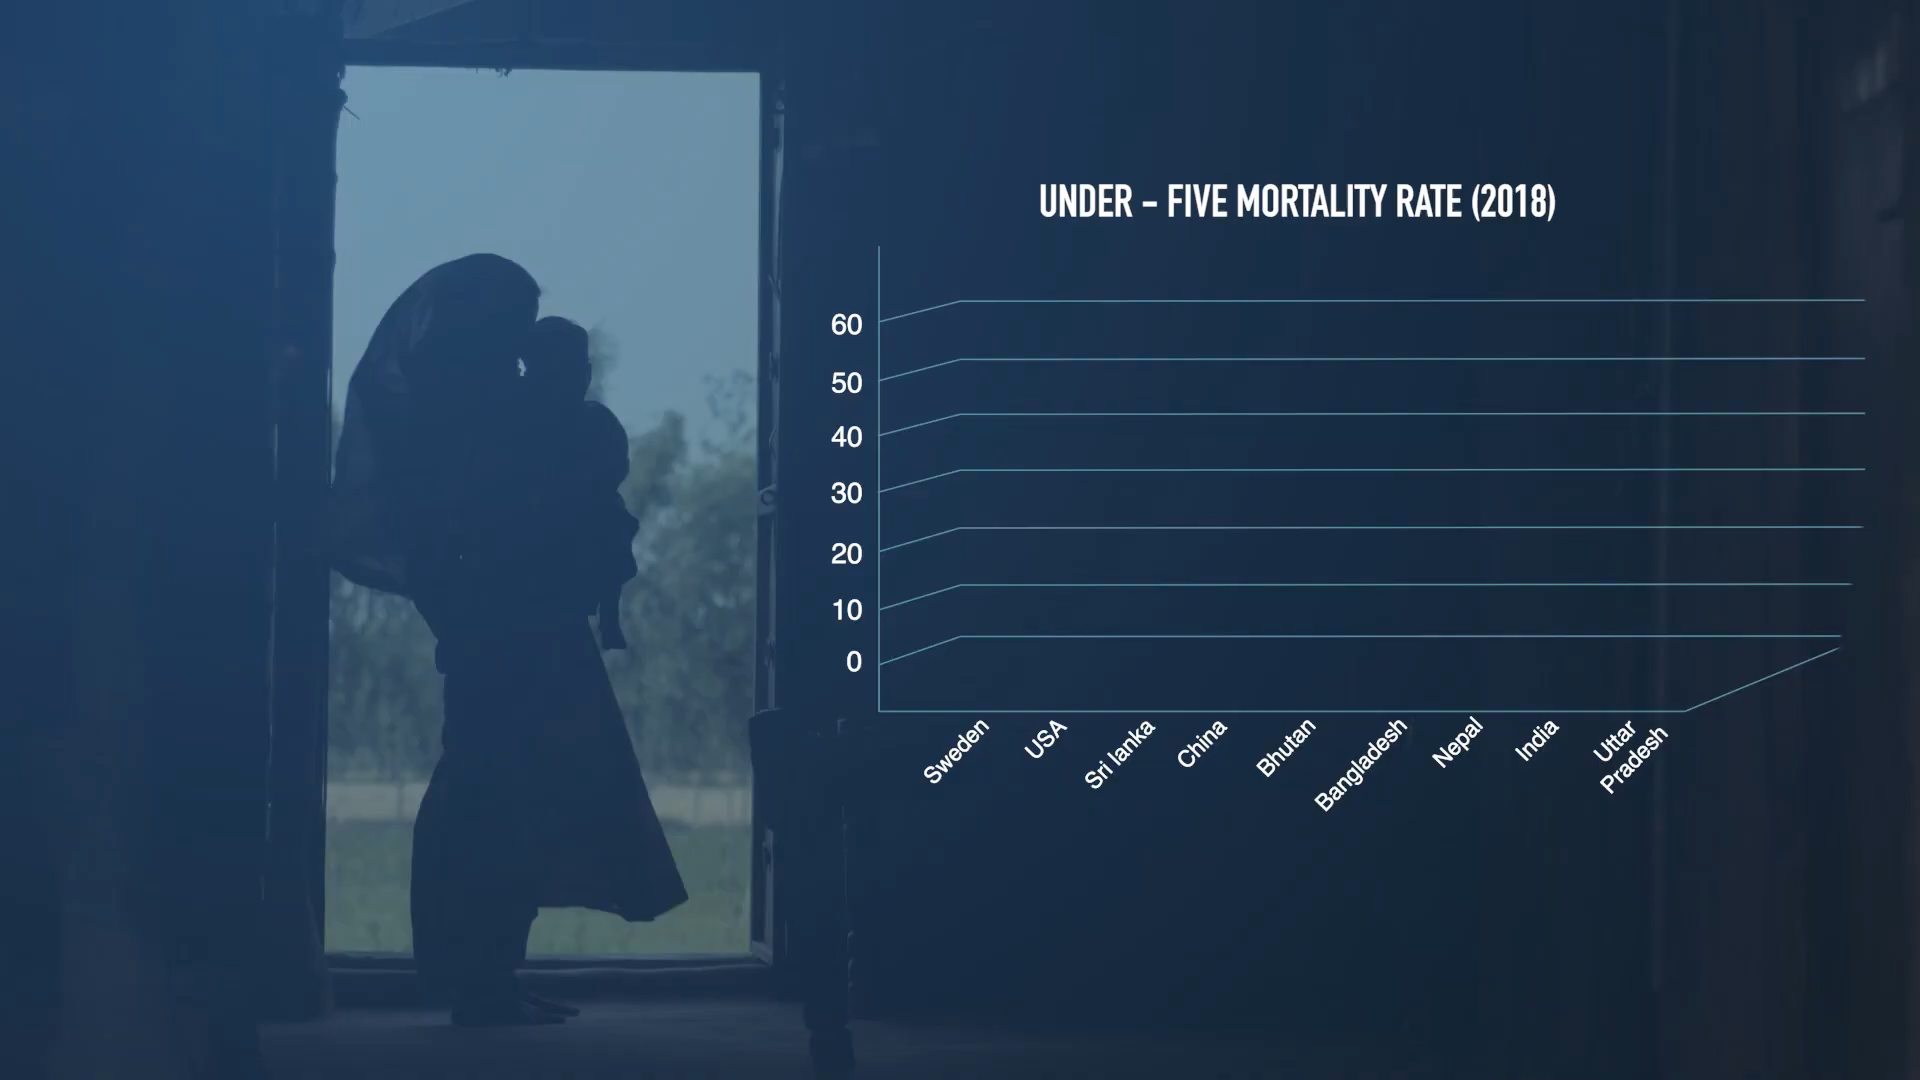 UNDER - FIVE MORTALITY RATE (2018)
60
50
40
30
20
10
0
Sweden
USA
Sri lanka
China
Bhutan
Bangladesh
Nepal
India
Uttar
Pradesh